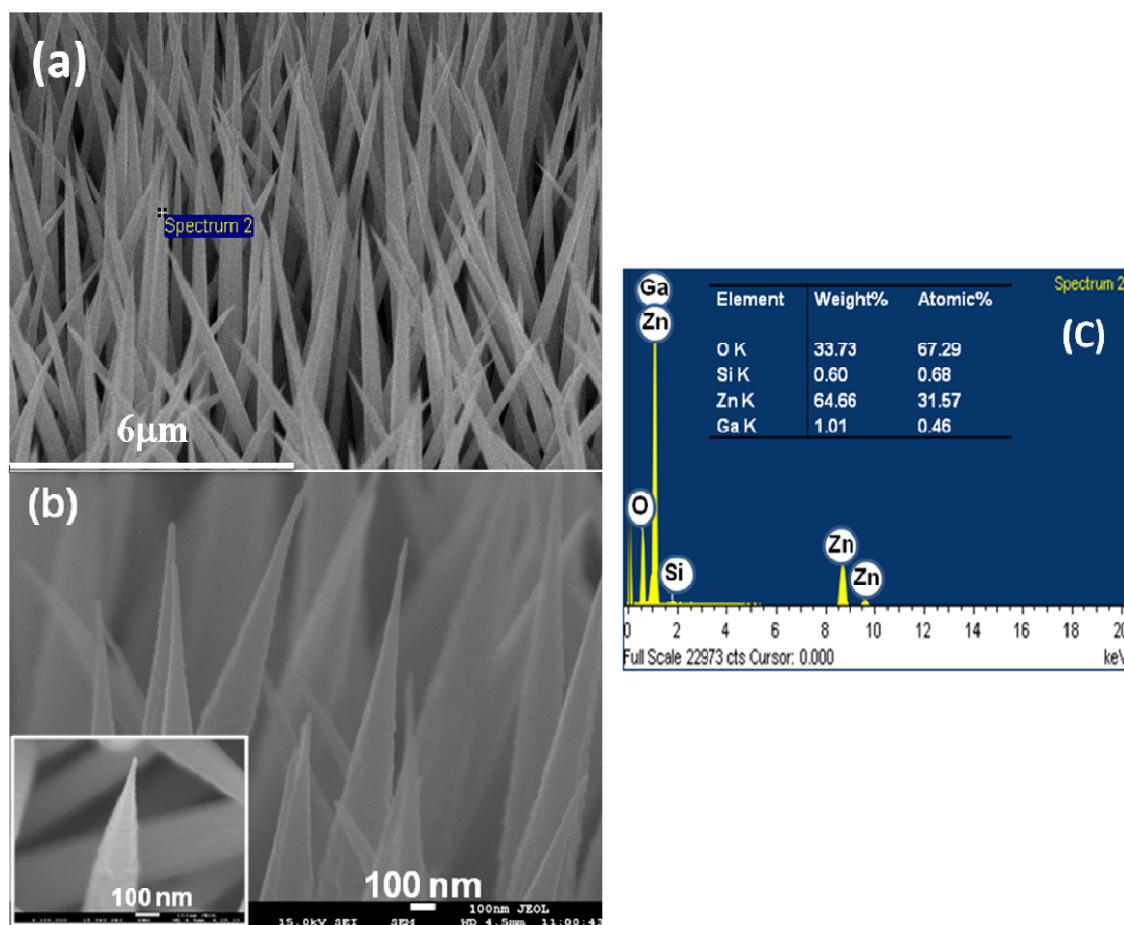 (a)
Spectrum 2
6μm
(b)
100 nm
100 nm
100nm JEOL
15.0kV SEI SEM WD 4.5mm 11:00:43
Spectrum 2
(C)
Ga
Zn
Element Weight% Atomic%
O K 33.73 67.29
Si K 0.60 0.68
Zn K 64.66 31.57
Ga K 1.01 0.46
O
Si
Zn
Zn
0 2 4 6 8 10 12 14 16 18 20
Full Scale 22973 cts Cursor: 0.000 keV